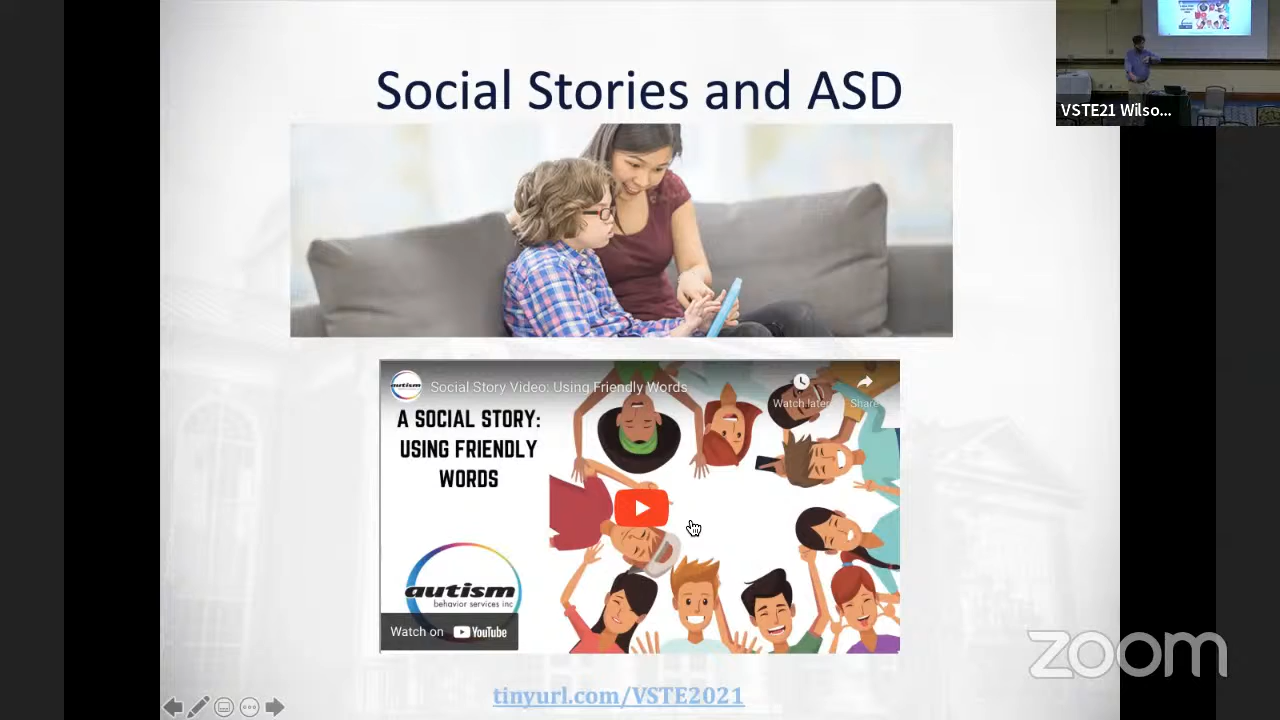 Social Stories and ASD
VSTE21 Wilso...
autism
Social Story Video: Using Friendly Words
Watch later
Share
A SOCIAL STORY:
USING FRIENDLY
WORDS
autism
behavior services inc
Watch on YouTube
zoom
tinyurl.com/VSTE2021